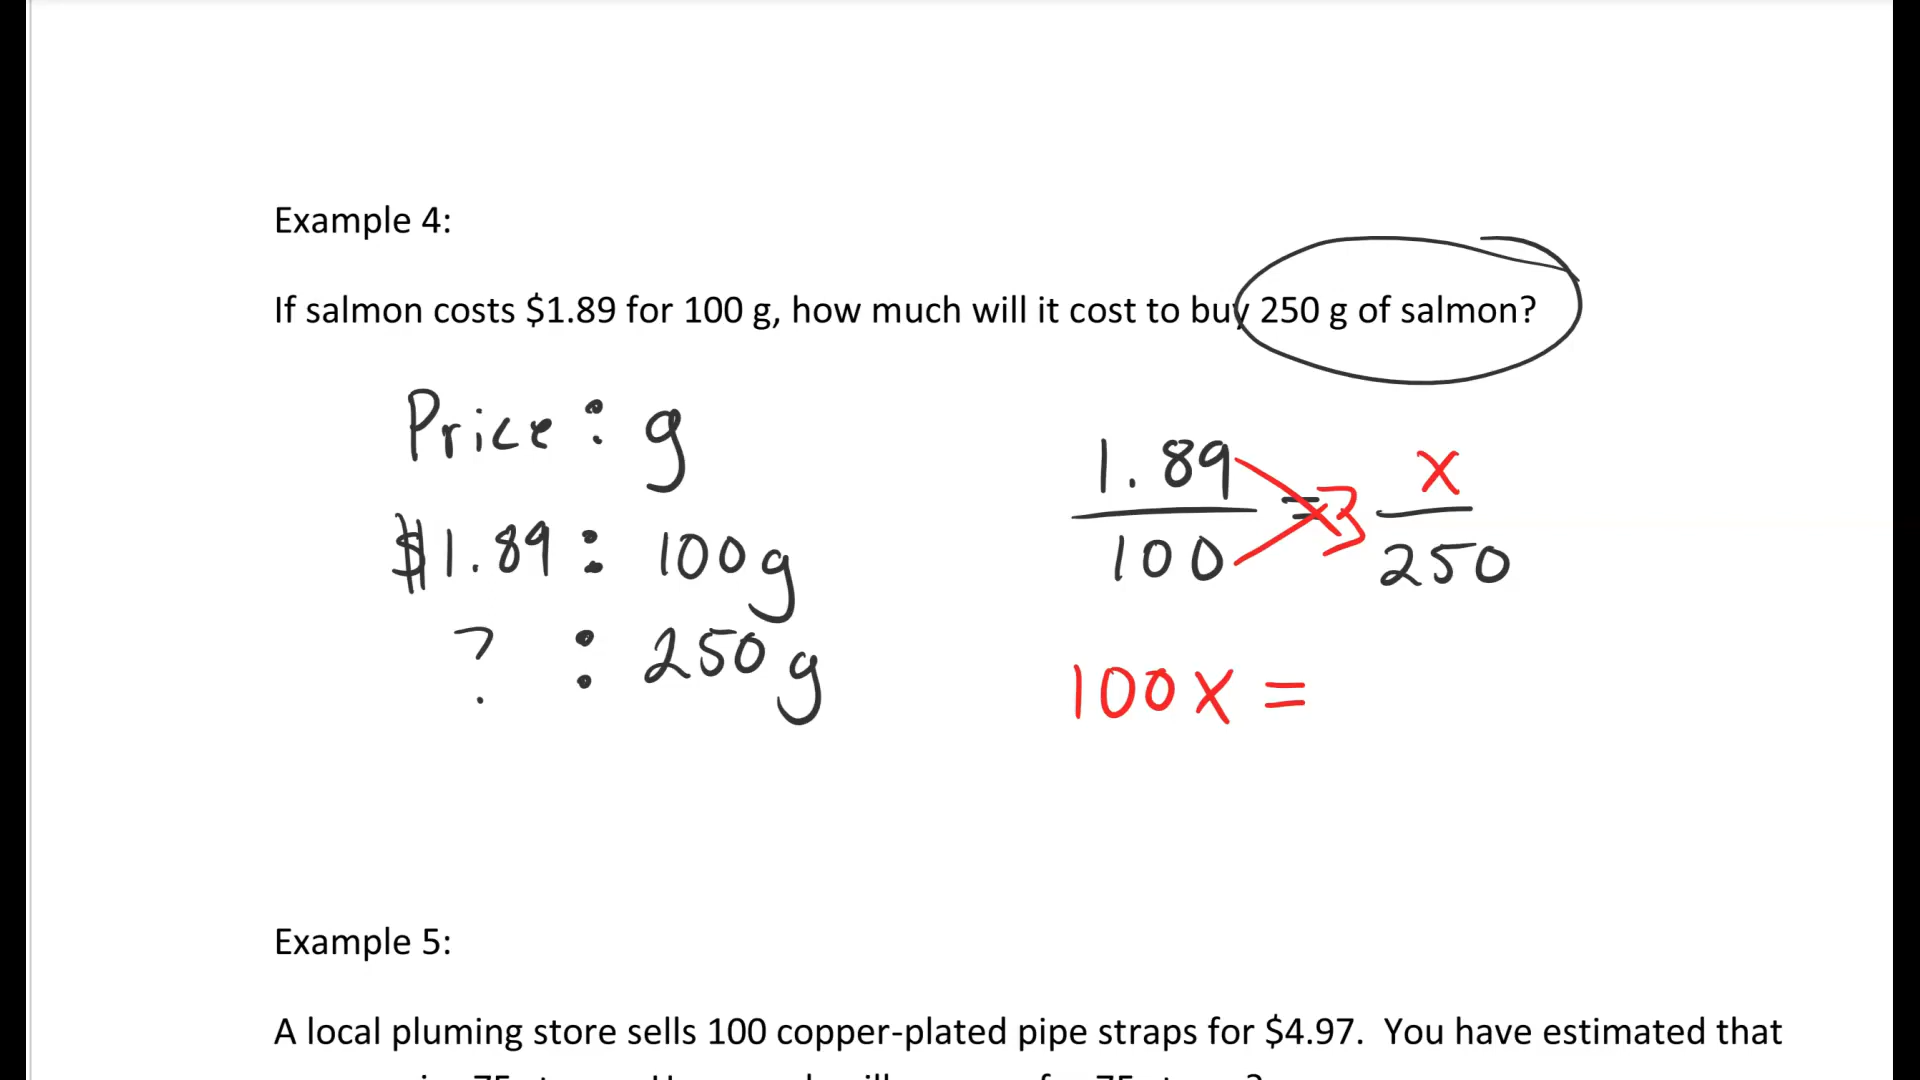 Example 4:
If salmon costs $1.89 for 100 g, how much will it cost to buy 250 g of salmon?
Price : g
$1.89 : 100g
? : 250g
1.89 = x
100 250
100x =
Example 5:
A local pluming store sells 100 copper-plated pipe straps for $4.97. You have estimated that